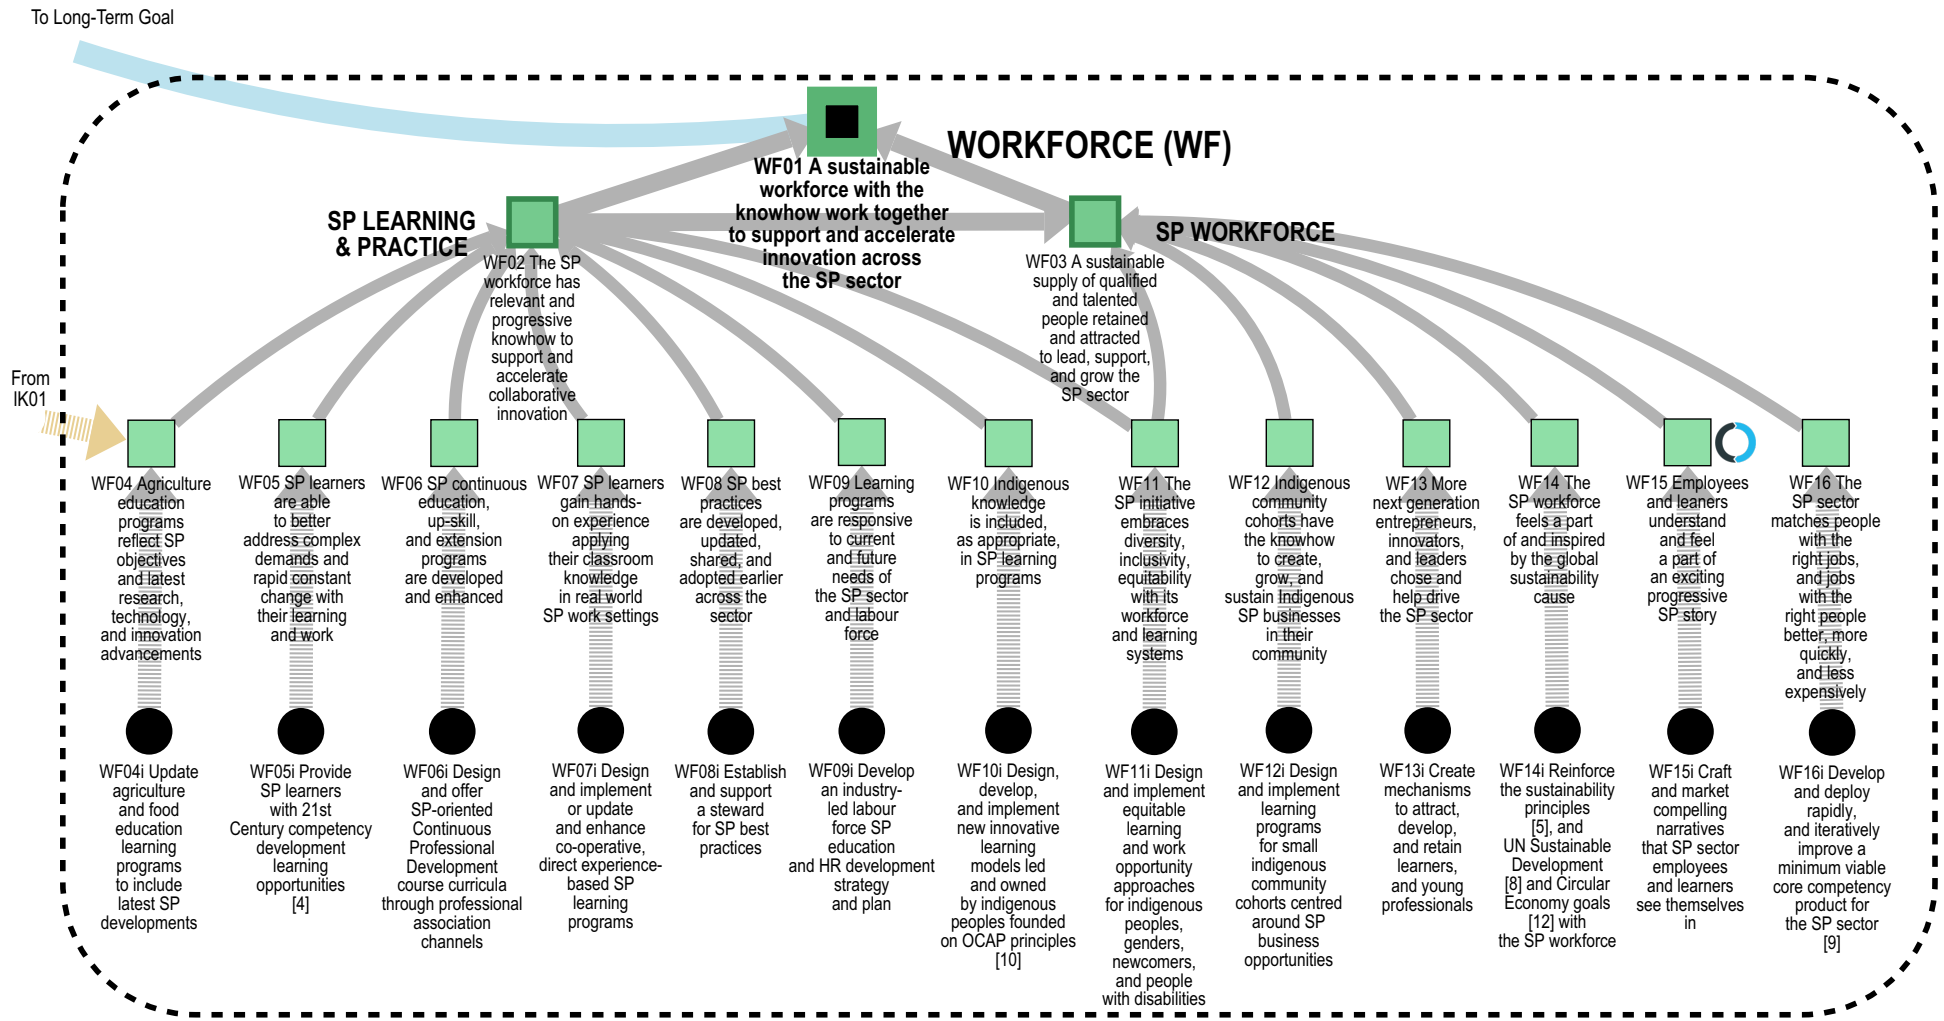 To Long-Term Goal
WORKFORCE (WF)
WF01 A sustainable
workforce with the
knowhow work together
to support and accelerate
innovation across
the SP sector
SP LEARNING
& PRACTICE
WF02 The SP
workforce has
relevant and
progressive
knowhow to
support and
accelerate
collaborative
innovation
SP WORKFORCE
WF03 A sustainable
supply of qualified
and talented
people retained
and attracted
to lead, support,
and grow the
SP sector
From
IK01
WF04 Agriculture
education
programs
reflect SP
objectives
and latest
research,
technology,
and innovation
advancements
WF05 SP learners
are able
to better
address complex
demands and
rapid constant
change with
their learning
and work
WF06 SP continuous
education,
up-skill,
and extension
programs
are developed
and enhanced
WF07 SP learners
gain hands-
on experience
applying
their classroom
knowledge
in real world
SP work settings
WF08 SP best
practices
are developed,
updated,
shared, and
adopted earlier
across the
sector
WF09 Learning
programs
are responsive
to current
and future
needs of
the SP sector
and labour
force
WF10 Indigenous
knowledge
is included,
as appropriate,
in SP learning
programs
WF11 The
SP initiative
embraces
diversity,
inclusivity,
equitability
with its
workforce
and learning
systems
WF12 Indigenous
community
cohorts have
the knowhow
to create,
grow, and
sustain Indigenous
SP businesses
in their
community
WF13 More
next generation
entrepreneurs,
innovators,
and leaders
chose and
help drive
the SP sector
WF14 The
SP workforce
feels a part
of and inspired
by the global
sustainability
cause
WF15 Employees
and learners
understand
and feel
a part of
an exciting
progressive
SP story
WF16 The
SP sector
matches people
with the
right jobs,
and jobs
with the
right people
better, more
quickly,
and less
expensively
WF04i Update
agriculture
and food
education
learning
programs
to include
latest SP
developments
WF05i Provide
SP learners
with 21st
Century competency
development
learning
opportunities
[4]
WF06i Design
and offer
SP-oriented
Continuous
Professional
Development
course curricula
through professional
association
channels
WF07i Design
and implement
or update
and enhance
co-operative,
direct experience-
based SP
learning
programs
WF08i Establish
and support
a steward
for SP best
practices
WF09i Develop
an industry-
led labour
force SP
education
and HR development
strategy
and plan
WF10i Design,
develop,
and implement
new innovative
learning
models led
and owned
by indigenous
peoples founded
on OCAP principles
[10]
WF11i Design
and implement
equitable
learning
and work
opportunity
approaches
for indigenous
peoples,
genders,
newcomers,
and people
with disabilities
WF12i Design
and implement
learning
programs
for small
indigenous
community
cohorts centred
around SP
business
opportunities
WF13i Create
mechanisms
to attract,
develop,
and retain
learners,
and young
professionals
WF14i Reinforce
the sustainability
principles
[5], and
UN Sustainable
Development
[8] and Circular
Economy goals
[12] with
the SP workforce
WF15i Craft
and market
compelling
narratives
that SP sector
employees
and learners
see themselves
in
WF16i Develop
and deploy
rapidly,
and iteratively
improve a
minimum viable
core competency
product for
the SP sector
[9]